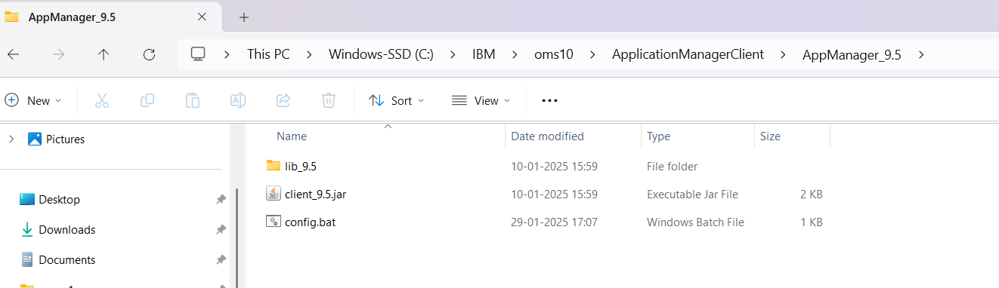 AppManager_9.5
This PC > Windows-SSD (C:) > IBM > oms10 > ApplicationManagerClient > AppManager_9.5 >
New Sort View
Pictures
Desktop
Downloads
Documents
Name Date modified Type Size
lib_9.5 10-01-2025 15:59 File folder
client_9.5.jar 10-01-2025 15:59 Executable Jar File 2 KB
config.bat 29-01-2025 17:07 Windows Batch File 1 KB